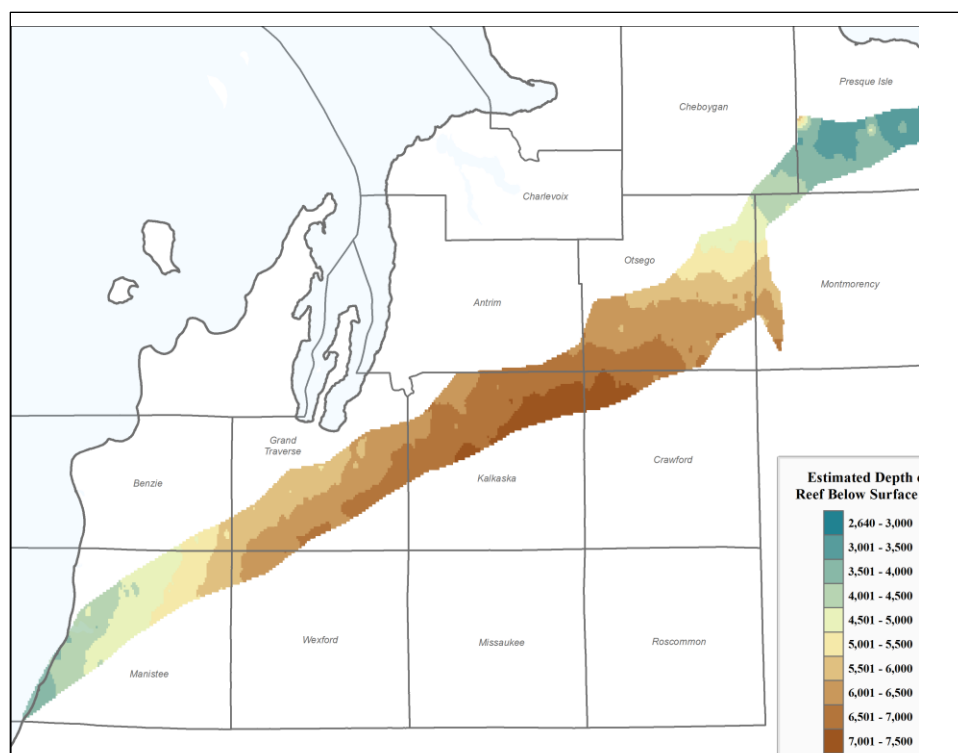 Presque Isle
Cheboygan
Charlevoix
Otsego
Montmorency
Antrim
Grand
Traverse
Benzie
Kalkaska
Crawford
Wexford
Missaukee
Roscommon
Manistee
Estimated Depth
Reef Below Surface
2,640 - 3,000
3,001 - 3,500
3,501 - 4,000
4,001 - 4,500
4,501 - 5,000
5,001 - 5,500
5,501 - 6,000
6,001 - 6,500
6,501 - 7,000
7,001 - 7,500